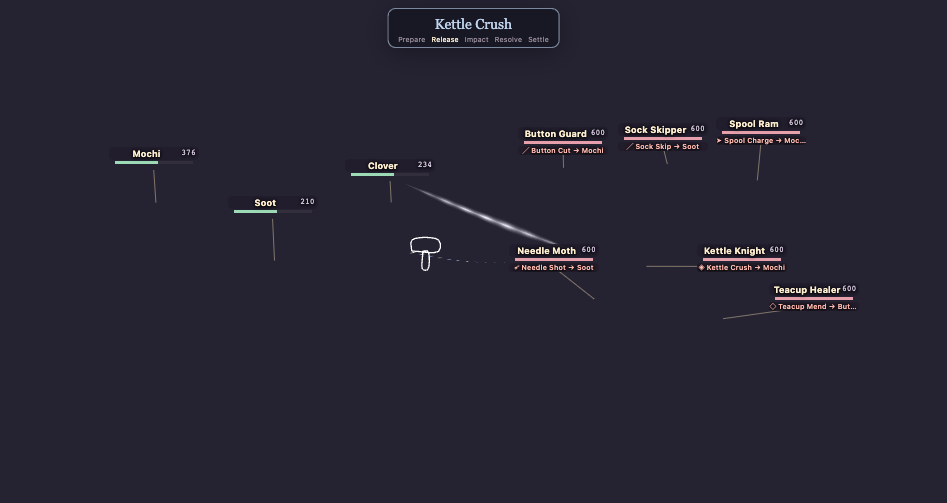 Kettle Crush
Prepare Release Impact Resolve Settle
Spool Ram 600
➤ Spool Charge → Moc...
Sock Skipper 600
⟋ Sock Skip → Soot
Button Guard 600
⟋ Button Cut → Mochi
Mochi 376
Clover 234
Soot 210
Needle Moth 600
✔ Needle Shot → Soot
Kettle Knight 600
◈ Kettle Crush → Mochi
Teacup Healer 600
◇ Teacup Mend → But...